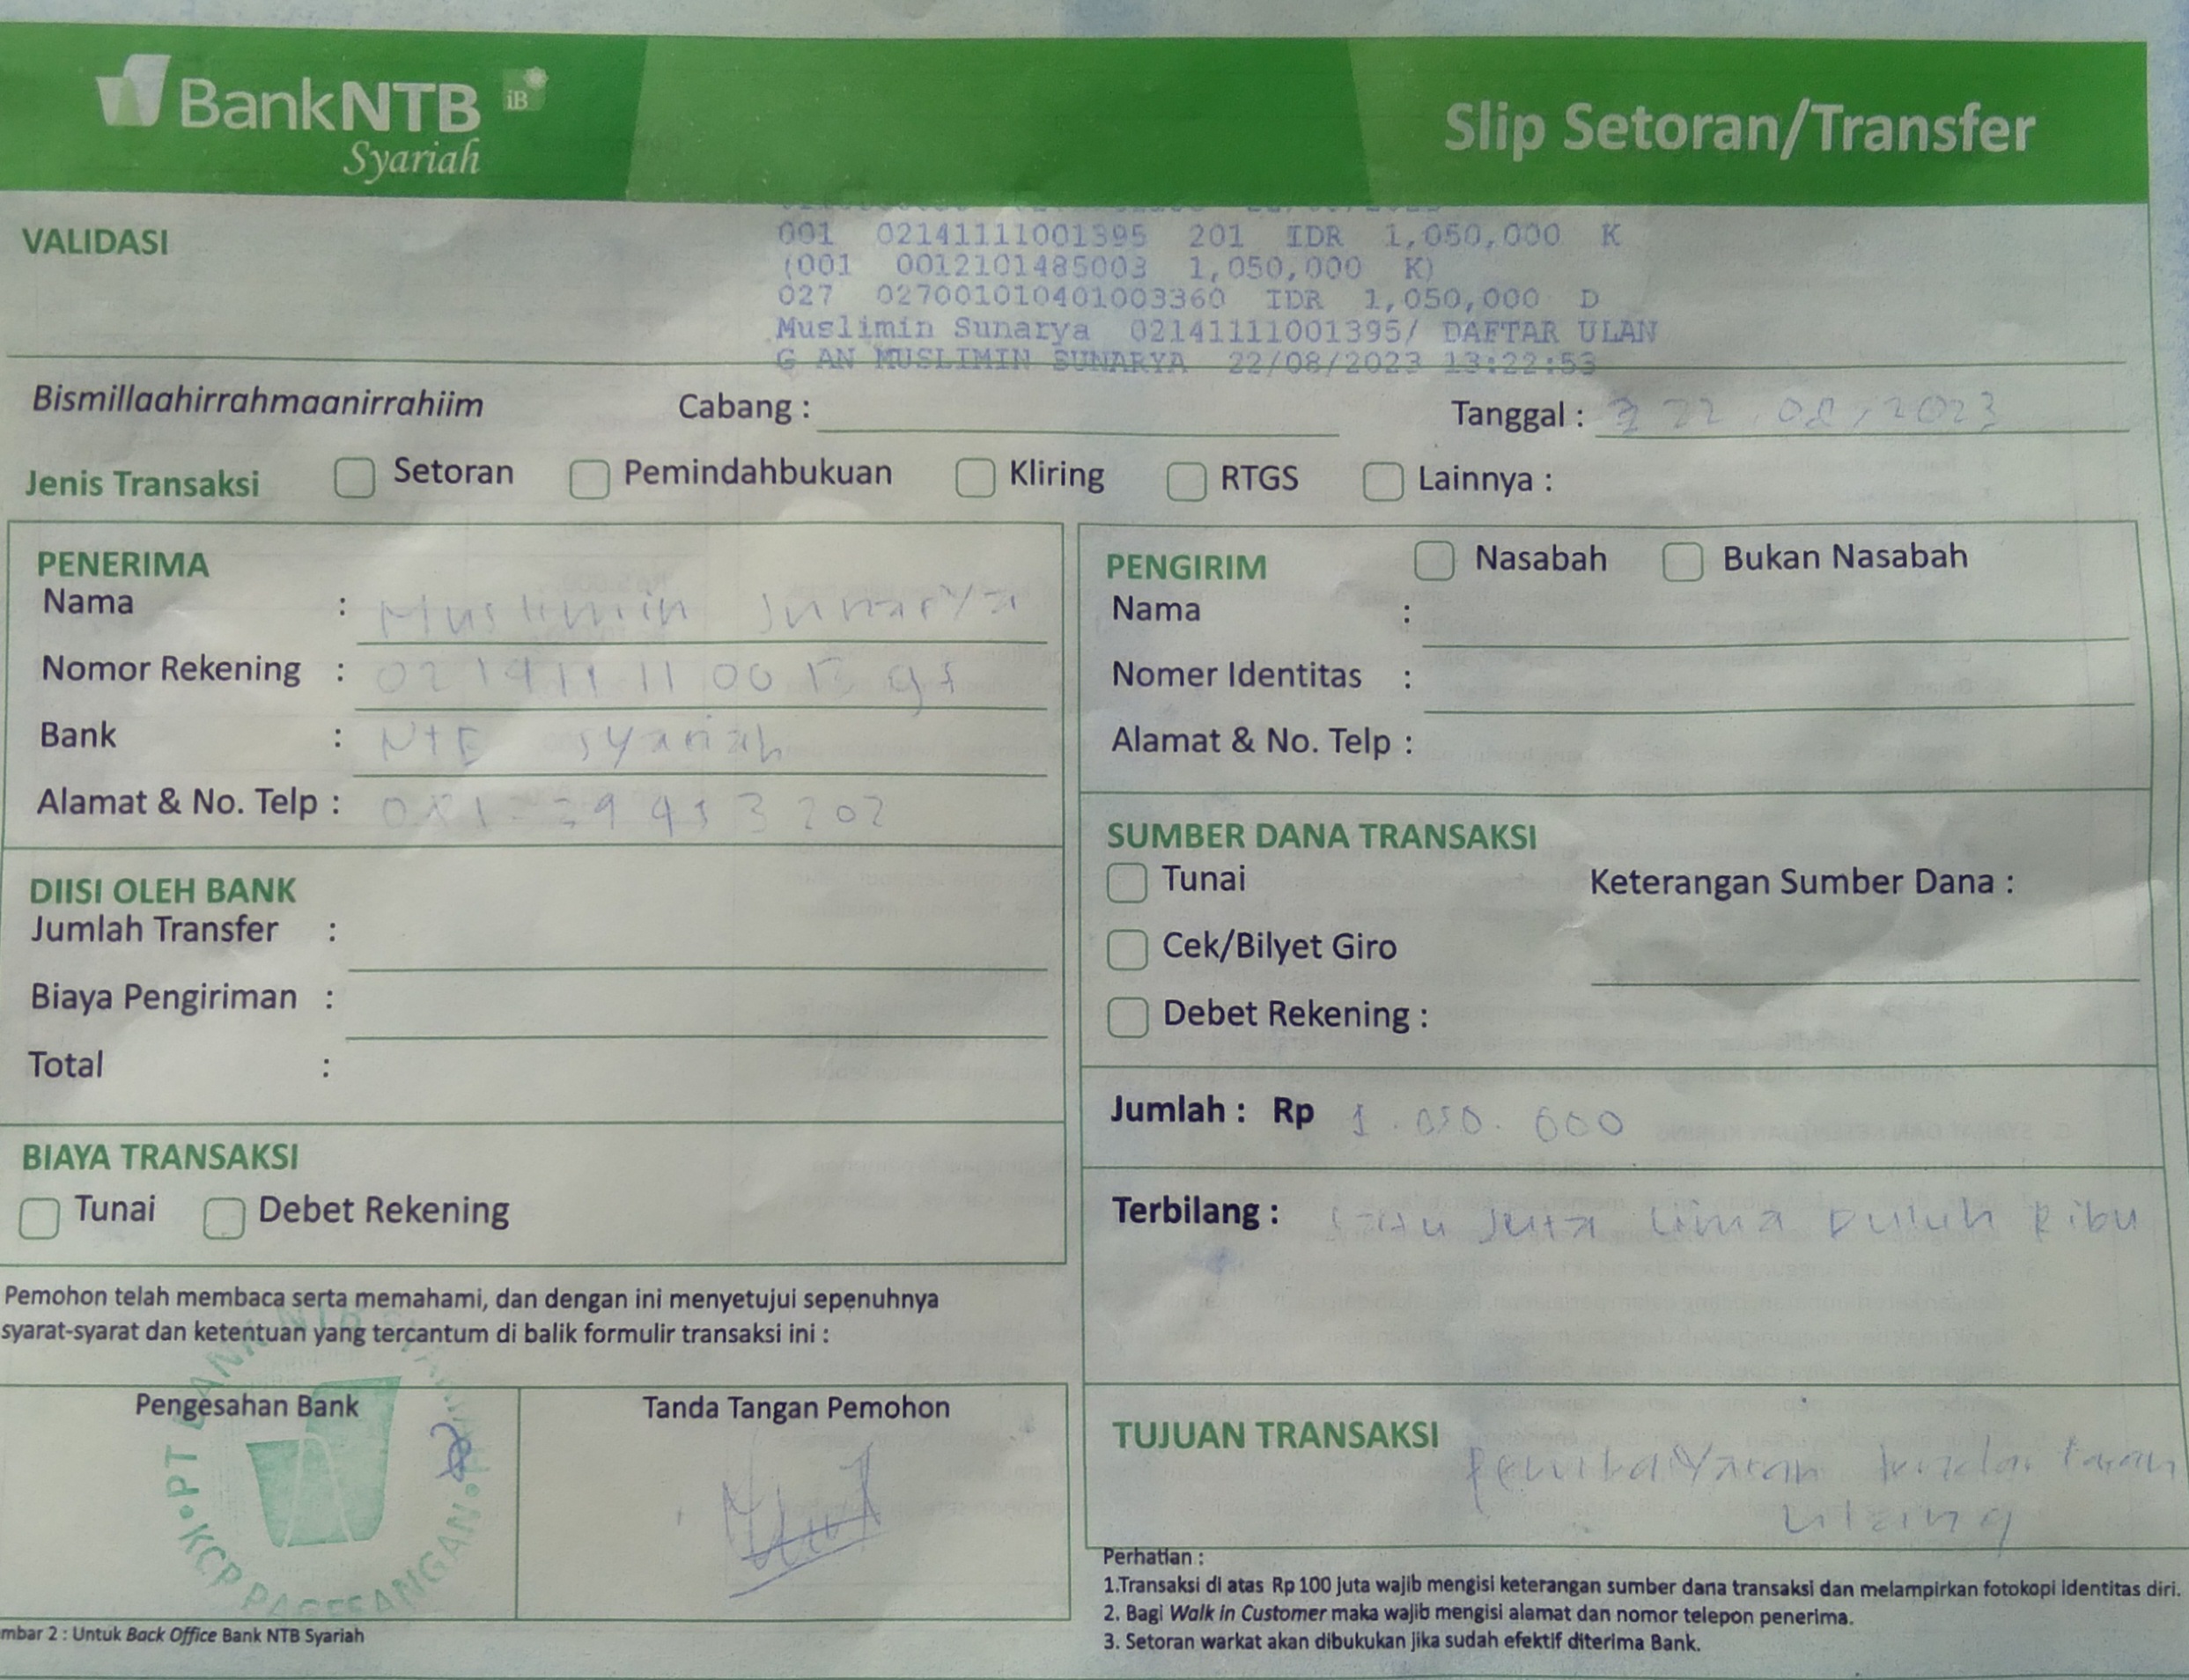 BankNTB iB
Syariah
Slip Setoran/Transfer
VALIDASI
001 02141111001395 201 IDR 1,050,000 K
(001 0012101485003 1,050,000 K)
027 027001010401003360 IDR 1,050,000 D
Muslimin Sunarya 02141111001395/ DAFTAR ULAN
G AN MUSLIMIN SUNARYA 22/08/2023 13:22:53
Bismillaahirrahmaanirrahiim
Cabang :
Tanggal : 22.08.2023
Jenis Transaksi Setoran Pemindahbukuan Kliring RTGS Lainnya :
PENERIMA
Nama : Muslimin Sunarya
Nomor Rekening :
Bank : NTB Syariah
Alamat & No. Telp :
DIISI OLEH BANK
Jumlah Transfer :
Biaya Pengiriman :
Total :
BIAYA TRANSAKSI
Tunai Debet Rekening
Pemohon telah membaca serta memahami, dan dengan ini menyetujui sepenuhnya
syarat-syarat dan ketentuan yang tercantum di balik formulir transaksi ini :
Pengesahan Bank
PT BANK NTB SYARIAH
KCP PAGESANGAN
Tanda Tangan Pemohon
mbar 2 : Untuk Back Office Bank NTB Syariah
PENGIRIM Nasabah Bukan Nasabah
Nama :
Nomer Identitas :
Alamat & No. Telp :
SUMBER DANA TRANSAKSI
Tunai
Keterangan Sumber Dana :
Cek/Bilyet Giro
Debet Rekening :
Jumlah : Rp 1.050.000
Terbilang : Satu Juta Lima Puluh Ribu
TUJUAN TRANSAKSI
Pembayaran
ulang
Perhatian :
1.Transaksi di atas Rp 100 juta wajib mengisi keterangan sumber dana transaksi dan melampirkan fotokopi identitas diri.
2. Bagi Walk in Customer maka wajib mengisi alamat dan nomor telepon penerima.
3. Setoran warkat akan dibukukan jika sudah efektif diterima Bank.